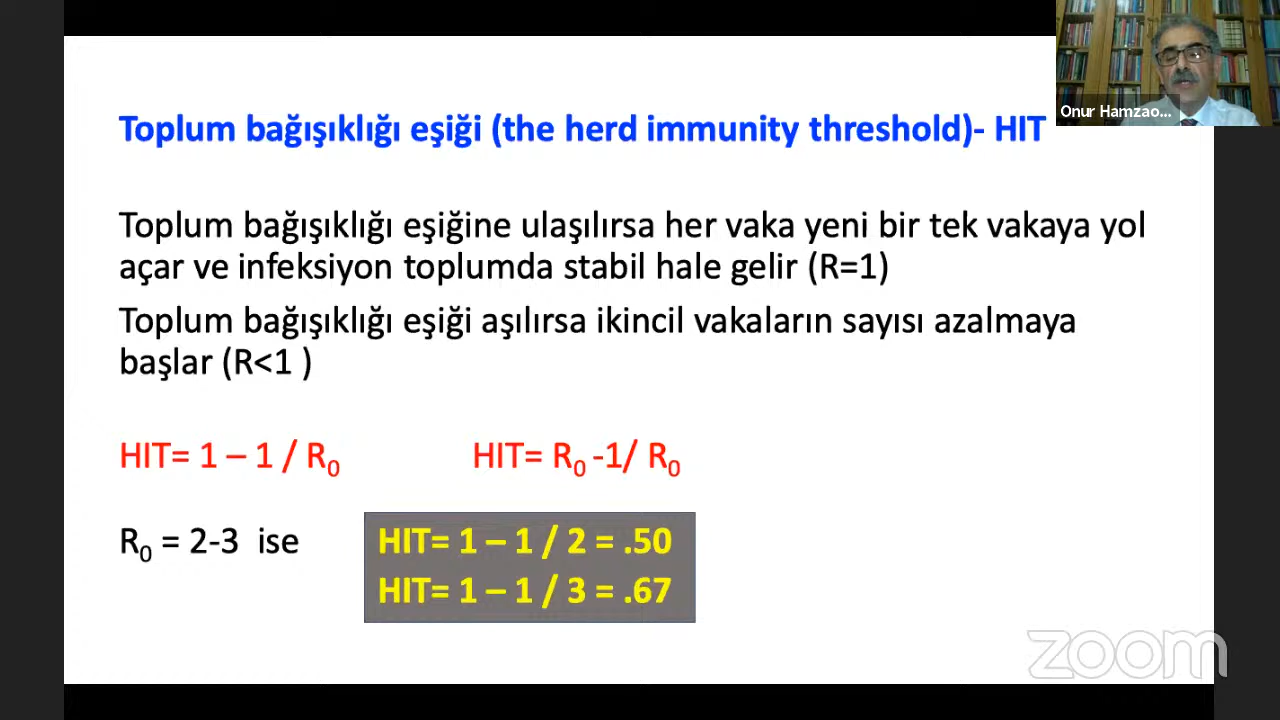 Toplum bağışıklığı eşiği (the herd immunity threshold)- HIT
Onur Hamzao...
Toplum bağışıklığı eşiğine ulaşılırsa her vaka yeni bir tek vakaya yol
açar ve infeksiyon toplumda stabil hale gelir (R=1)
Toplum bağışıklığı eşiği aşılırsa ikincil vakaların sayısı azalmaya
başlar (R<1 )
HIT= 1 – 1 / R₀ HIT= R₀ -1/ R₀
R₀ = 2-3 ise
HIT= 1 – 1 / 2 = .50
HIT= 1 – 1 / 3 = .67
zoom